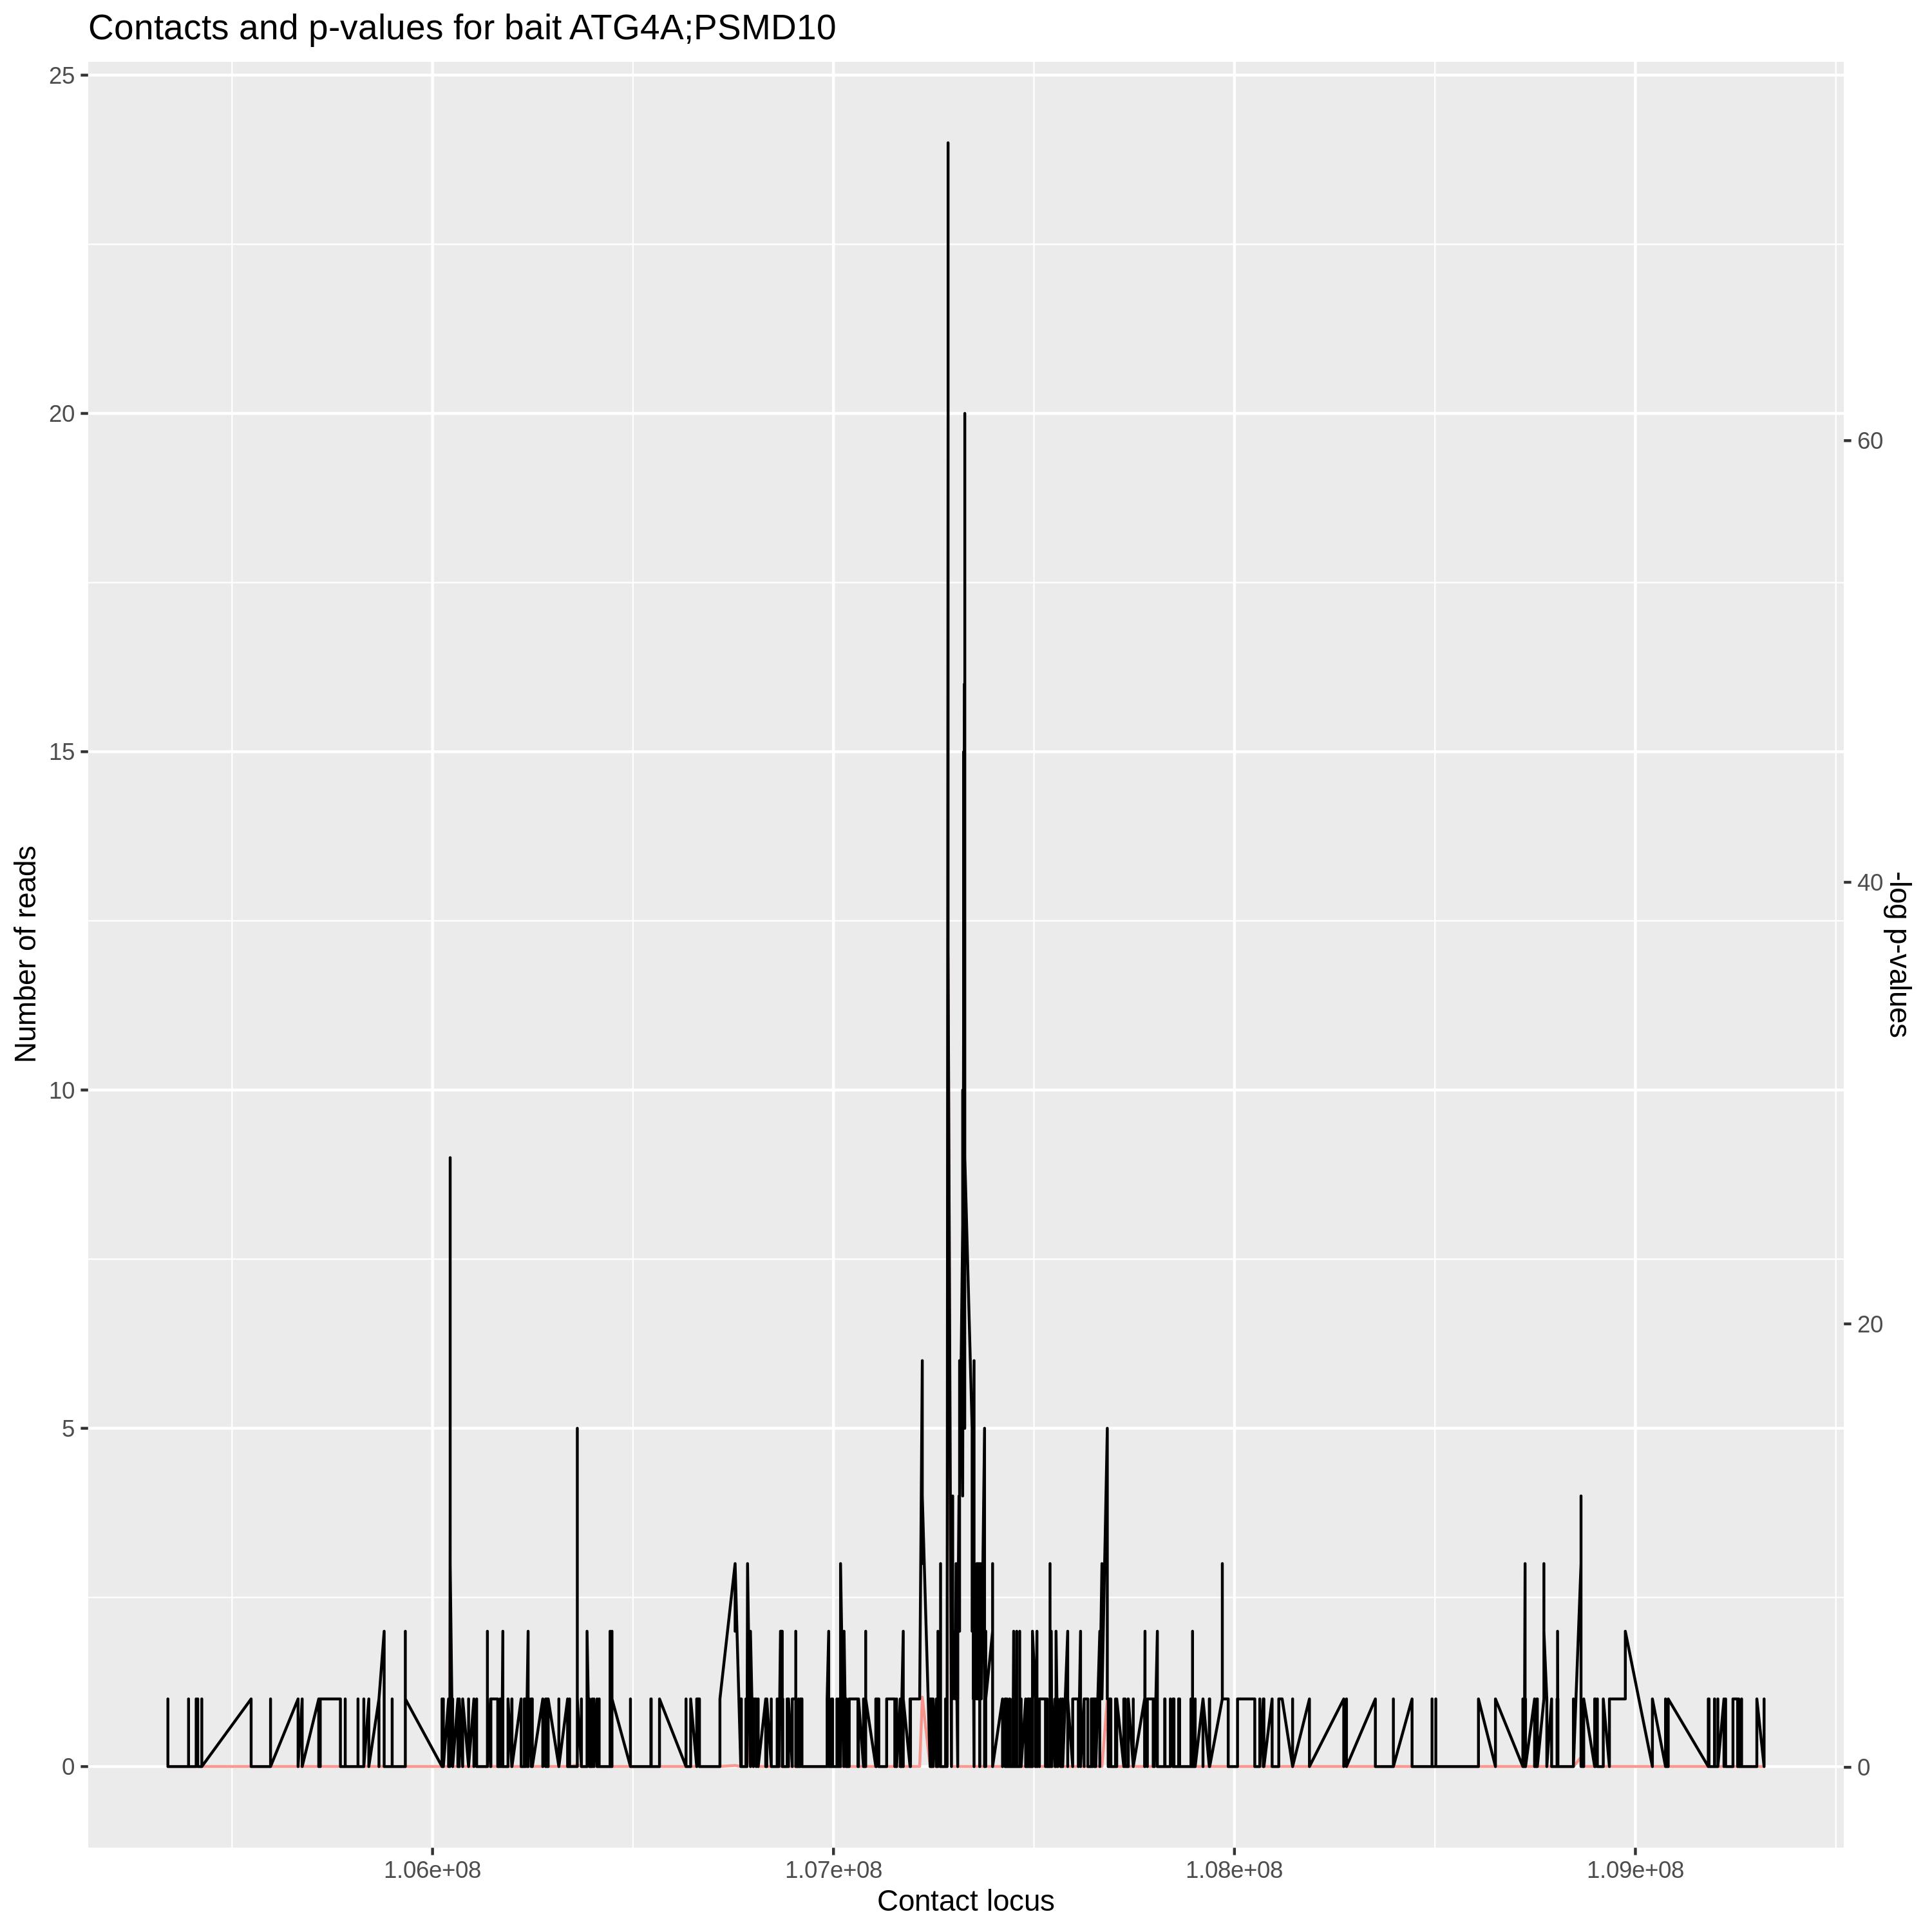 Contacts and p-values for bait ATG4A;PSMD10
25
20
15
10
5
0
Number of reads
60
40
20
0
-log p-values
1.06e+08 1.07e+08 1.08e+08 1.09e+08
Contact locus